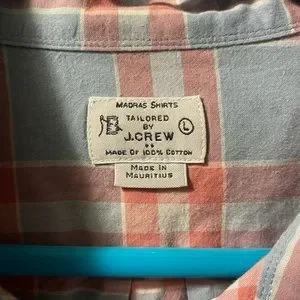 MADRAS SHIRTS
TAILORED
BY
J.CREW
L
MADE OF 100% COTTON
MADE IN
MAURITIUS